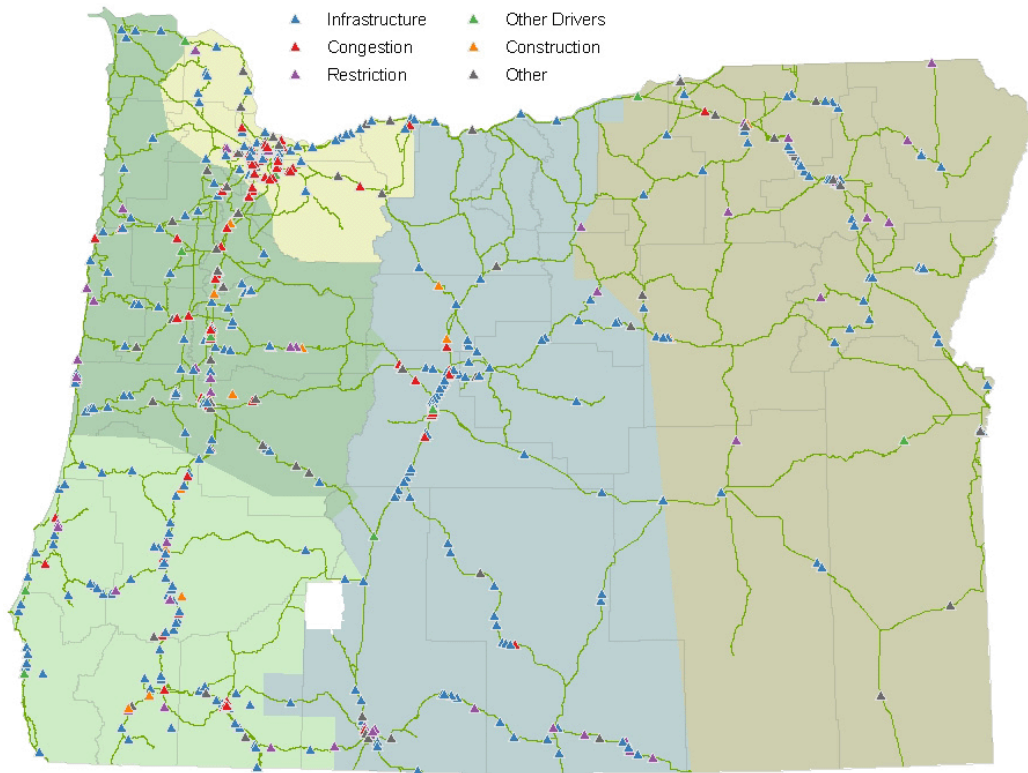 Infrastructure
Other Drivers
Congestion
Construction
Restriction
Other